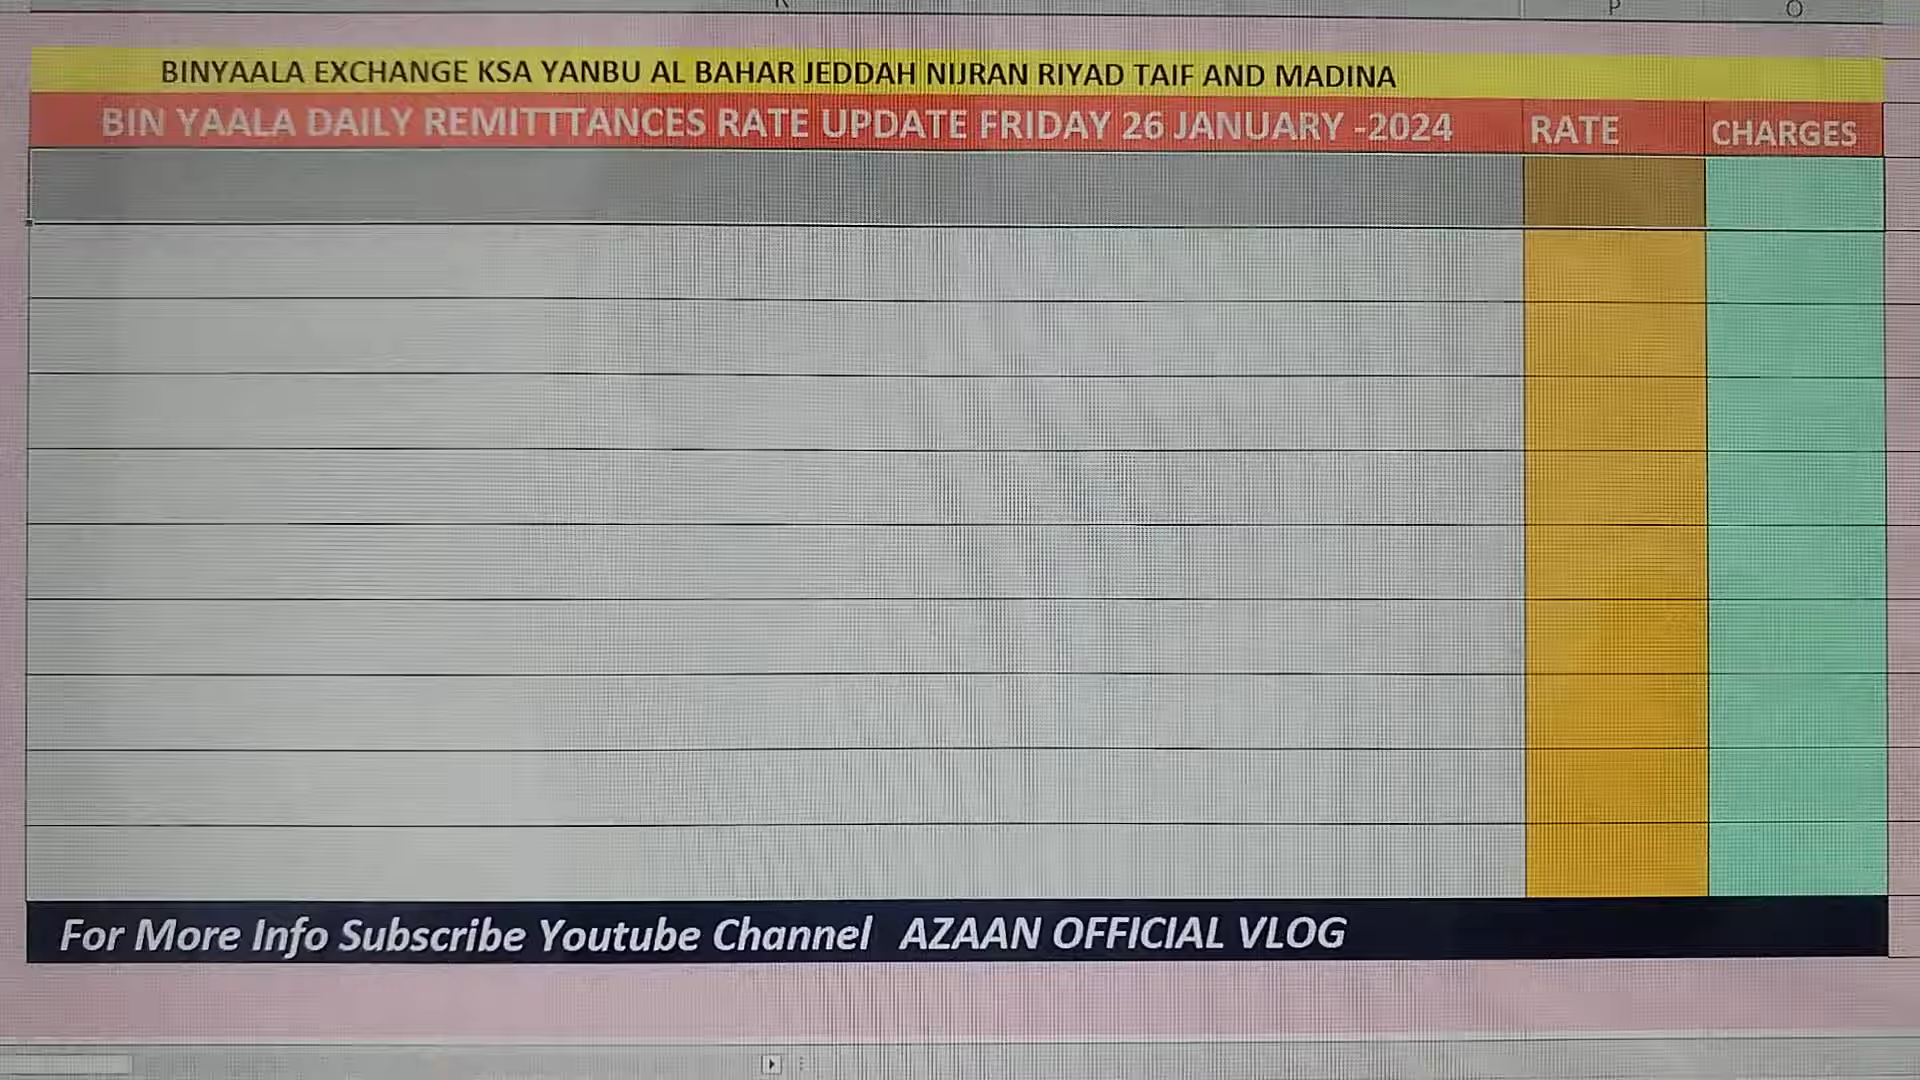 P O
BINYAALA EXCHANGE KSA YANBU AL BAHAR JEDDAH NIJRAN RIYAD TAIF AND MADINA
BIN YAALA DAILY REMITTTANCES RATE UPDATE FRIDAY 26 JANUARY -2024 RATE CHARGES
For More Info Subscribe Youtube Channel AZAAN OFFICIAL VLOG